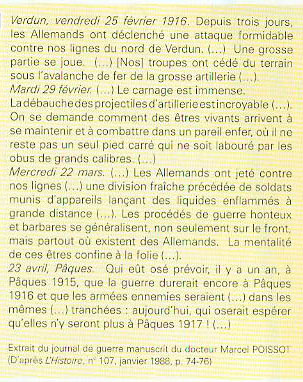 Verdun, vendredi 25 février 1916. Depuis trois jours,
les Allemands ont déclenché une attaque formidable
contre nos lignes du nord de Verdun. (...) Une grosse
partie se joue. (...) [Nos] troupes ont cédé du terrain
sous l'avalanche de fer de la grosse artillerie (...)
Mardi 29 février. (...) Le carnage est immense.
La débauche des projectiles d'artillerie est incroyable (...).
On se demande comment des êtres vivants arrivent à
se maintenir et à combattre dans un pareil enfer, où il ne
reste pas un seul pied carré qui ne soit labouré par les
obus de grands calibres. (...)
Mercredi 22 mars. (...) Les Allemands ont jeté contre
nos lignes (...) une division fraîche précédée de soldats
munis d'appareils lançant des liquides enflammés à
grande distance (...). Les procédés de guerre honteux
et barbares se généralisent, non seulement sur le front,
mais partout où existent des Allemands. La mentalité
de ces êtres confine à la folie (...).
23 avril, Pâques. Qui eût osé prévoir, il y a un an, à
Pâques 1915, que la guerre durerait encore à Pâques
1916 et que les armées ennemies seraient (...) dans les
mêmes (...) tranchées : aujourd'hui, qui oserait espérer
qu'elles n'y seront plus à Pâques 1917 ! (...)
Extrait du journal de guerre manuscrit du docteur Marcel POISSOT
(D'après L'Histoire, n° 107, janvier 1988, p. 74-76)